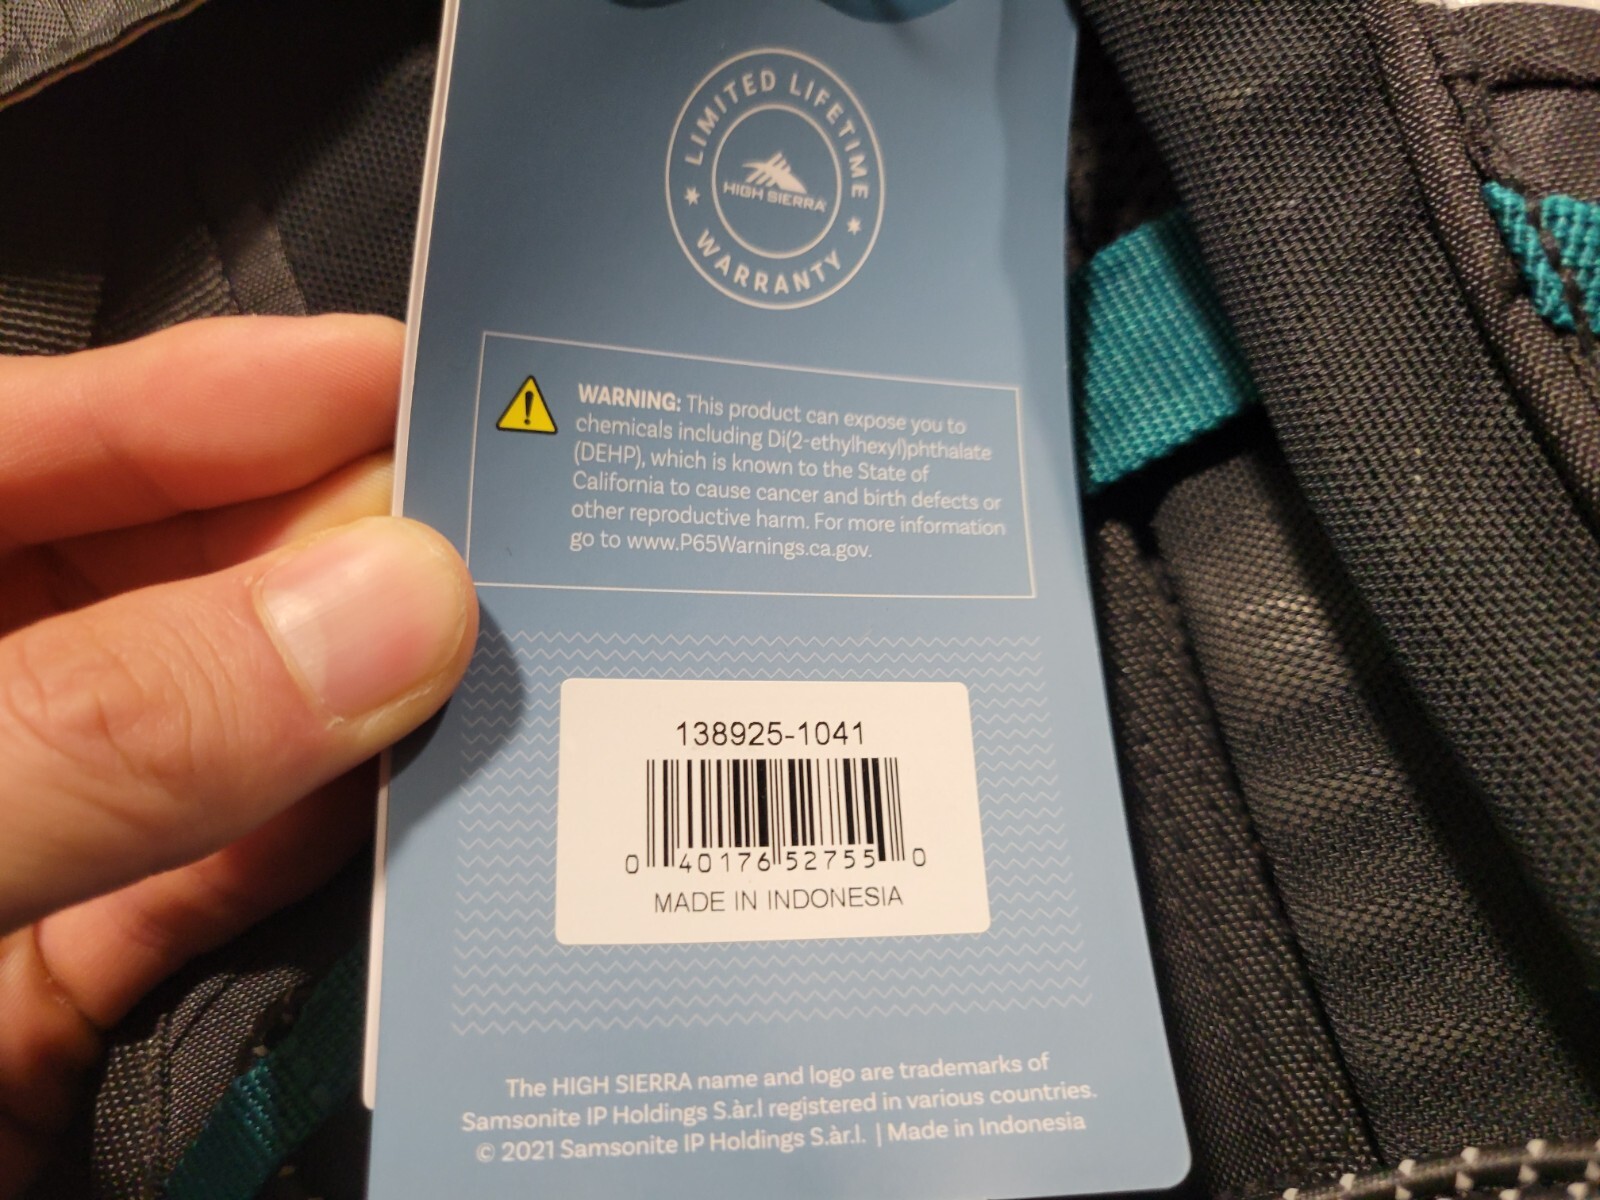 LIMITED LIFETIME
HIGH SIERRA
WARRANTY
WARNING: This product can expose you to
chemicals including Di(2-ethylhexyl)phthalate
(DEHP), which is known to the State of
California to cause cancer and birth defects or
other reproductive harm. For more information
go to www.P65Warnings.ca.gov.
138925-1041
0 40176 52755 0
MADE IN INDONESIA
The HIGH SIERRA name and logo are trademarks of
Samsonite IP Holdings S.àr.l registered in various countries.
© 2021 Samsonite IP Holdings S.àr.l. | Made in Indonesia